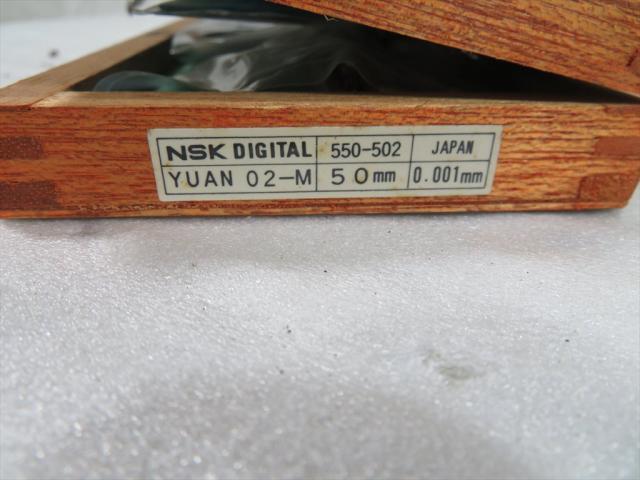 NSK DIGITAL 550-502 JAPAN
YUAN 02-M 50mm 0.001mm